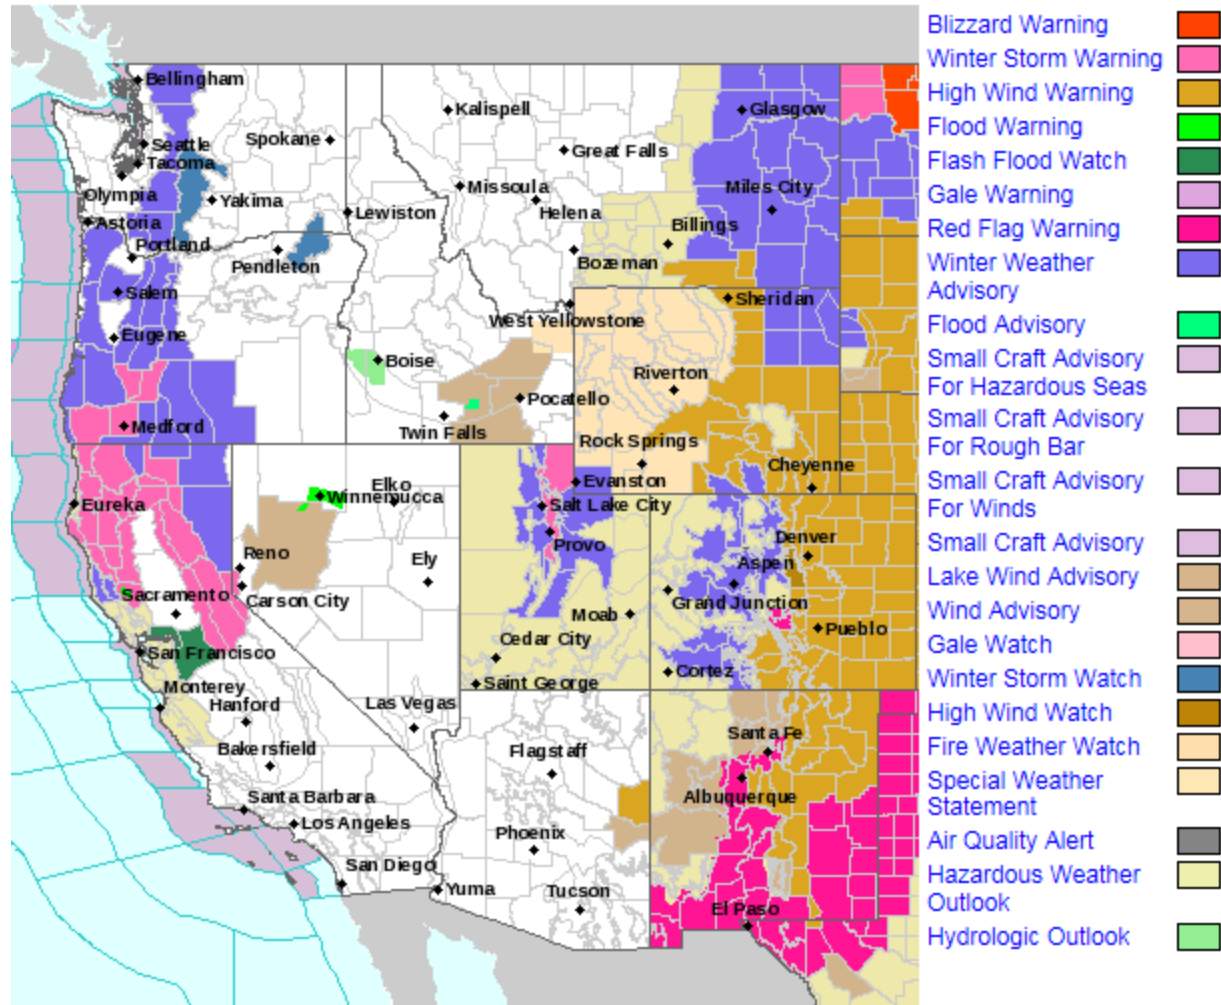 Bellingham
Glasgow
Kalispell
Spokane
Seattle
Great Falls
Tacoma
Missoula
Miles City
Olympia
Yakima
Lewiston
Helena
Astoria
Billings
Portland
Pendleton
Bozeman
Salem
Sheridan
West Yellowstone
Eugene
Boise
Riverton
Pocatello
Medford
Twin Falls
Rock Springs
Cheyenne
Elko
Evanston
Winnemucca
Eureka
Salt Lake City
Denver
Provo
Reno
Ely
Aspen
Sacramento
Carson City
Grand Junction
Moab
Pueblo
Cedar City
San Francisco
Cortez
Saint George
Monterey
Hanford
Las Vegas
Santa Fe
Bakersfield
Flagstaff
Albuquerque
Santa Barbara
Los Angeles
Phoenix
San Diego
Yuma
Tucson
El Paso
Blizzard Warning
Winter Storm Warning
High Wind Warning
Flood Warning
Flash Flood Watch
Gale Warning
Red Flag Warning
Winter Weather
Advisory
Flood Advisory
Small Craft Advisory
For Hazardous Seas
Small Craft Advisory
For Rough Bar
Small Craft Advisory
For Winds
Small Craft Advisory
Lake Wind Advisory
Wind Advisory
Gale Watch
Winter Storm Watch
High Wind Watch
Fire Weather Watch
Special Weather
Statement
Air Quality Alert
Hazardous Weather
Outlook
Hydrologic Outlook